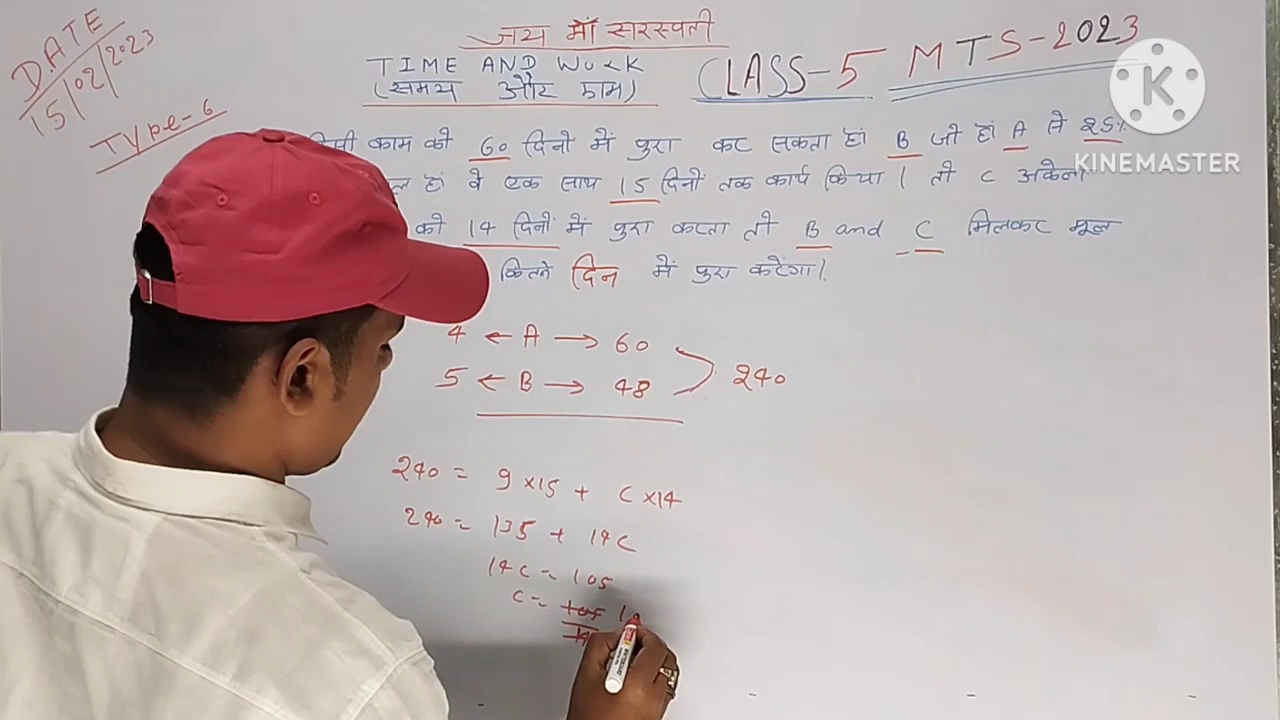 जय माँ सरस्वती
DATE
15/02/2023
TIME AND WORK
(समय और काम)
CLASS-5 MTS-2023
TYPe-6
K
KINEMASTER
काम को 60 दिनो में पुरा कर सकता हां B जो हां A से 25%
हां वे एक साथ 15 दिनों तक कार्य किया। तो C अकेला
को 14 दिनों में पुरा करता तो B and C मिलकर मूल
कितने दिन में पुरा करेंगा।
4 ← A → 60
5 ← B → 48
240
240 = 9 ×15 + C ×14
240 = 135 + 14C
14C = 105
C = 105
14